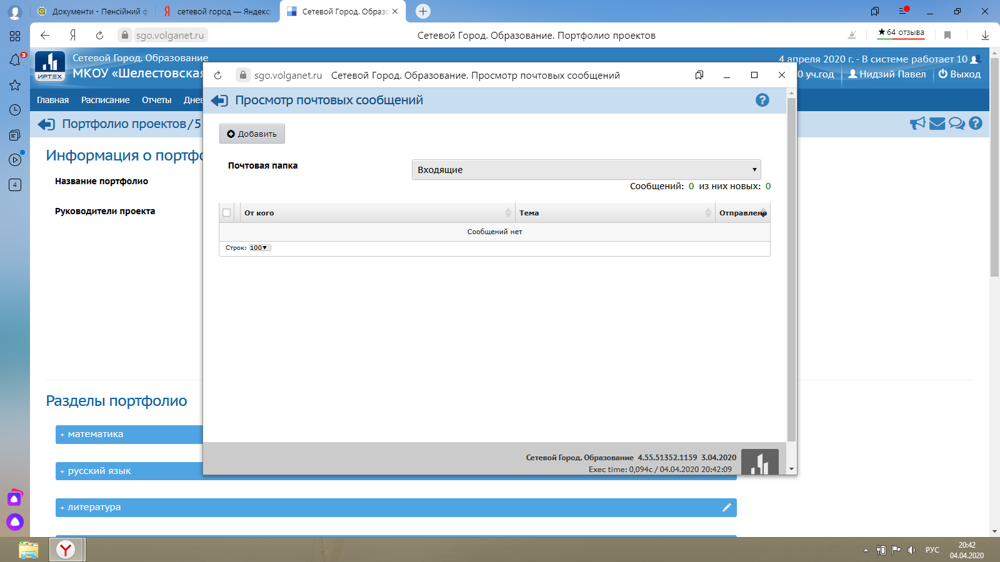 Документи - Пенсійний ф
сетевой город — Яндекс:
Сетевой Город. Образо
sgo.volganet.ru
Сетевой Город. Образование. Портфолио проектов
★64 отзыва
3
4
Сетевой Город. Образование
МКОУ «Шелестовская
ИРТЕХ
4 апреля 2020 г. - В системе работает 10
0 уч.год
Нидзий Павел
Выход
Главная
Расписание
Отчеты
Днев
Портфолио проектов/5
Информация о портфо
Название портфолио
Руководители проекта
Разделы портфолио
+ математика
+ русский язык
+ литература
sgo.volganet.ru
Сетевой Город. Образование. Просмотр почтовых сообщений
Просмотр почтовых сообщений
Добавить
Почтовая папка
Входящие
Сообщений: 0 из них новых: 0
От кого
Тема
Отправлено
Сообщений нет
Строк: 100
Сетевой Город. Образование 4.55.51352.1159 3.04.2020
Exec time: 0,094с / 04.04.2020 20:42:09
РУС
20:42
04.04.2020